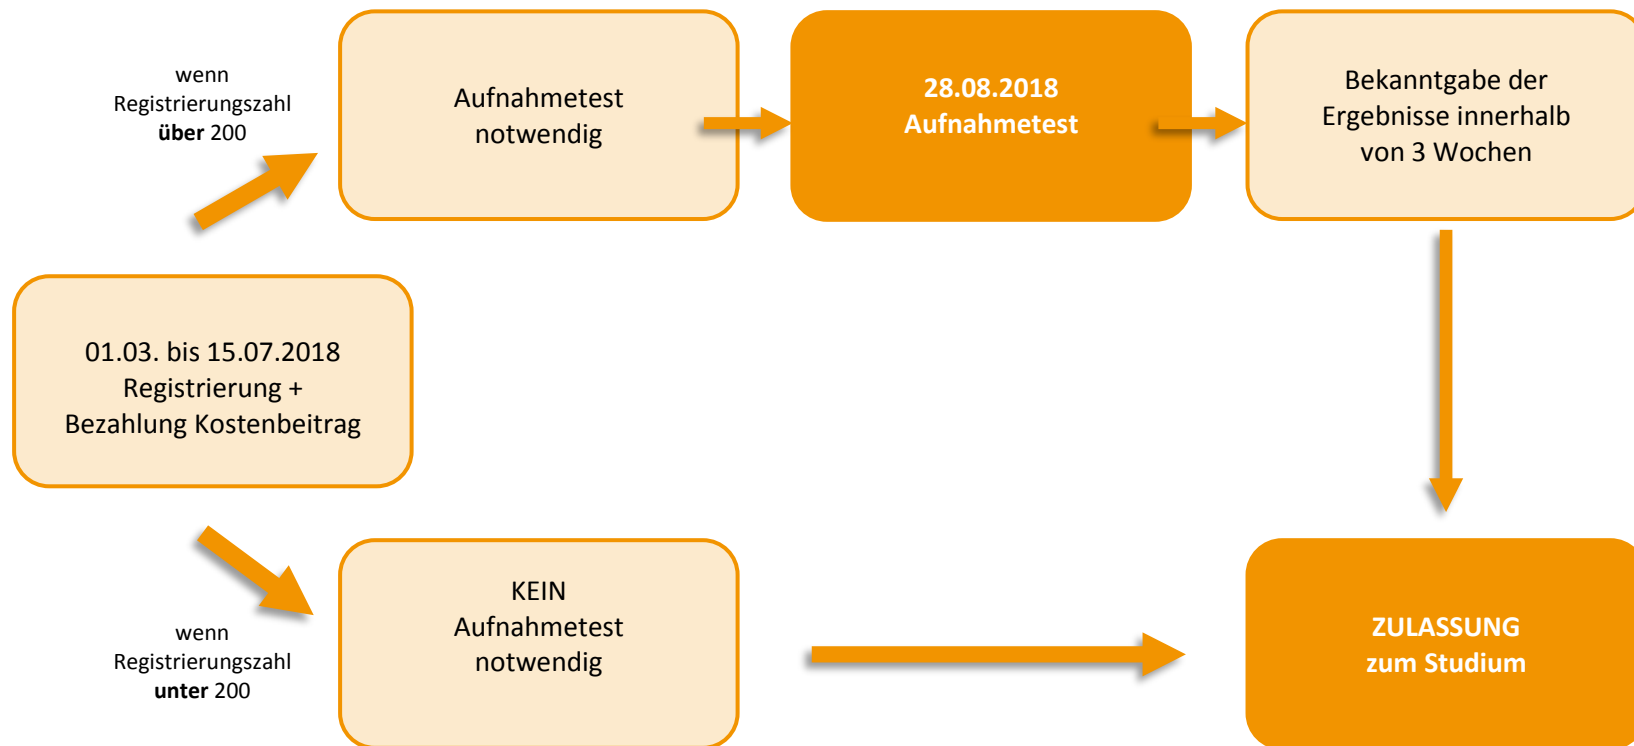 wenn
Registrierungszahl
über 200
Aufnahmetest
notwendig
28.08.2018
Aufnahmetest
Bekanntgabe der
Ergebnisse innerhalb
von 3 Wochen
01.03. bis 15.07.2018
Registrierung +
Bezahlung Kostenbeitrag
wenn
Registrierungszahl
unter 200
KEIN
Aufnahmetest
notwendig
ZULASSUNG
zum Studium